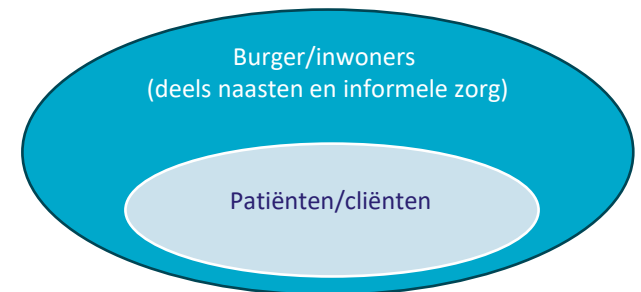 Burger/inwoners
(deels naasten en informele zorg)
Patiënten/cliënten